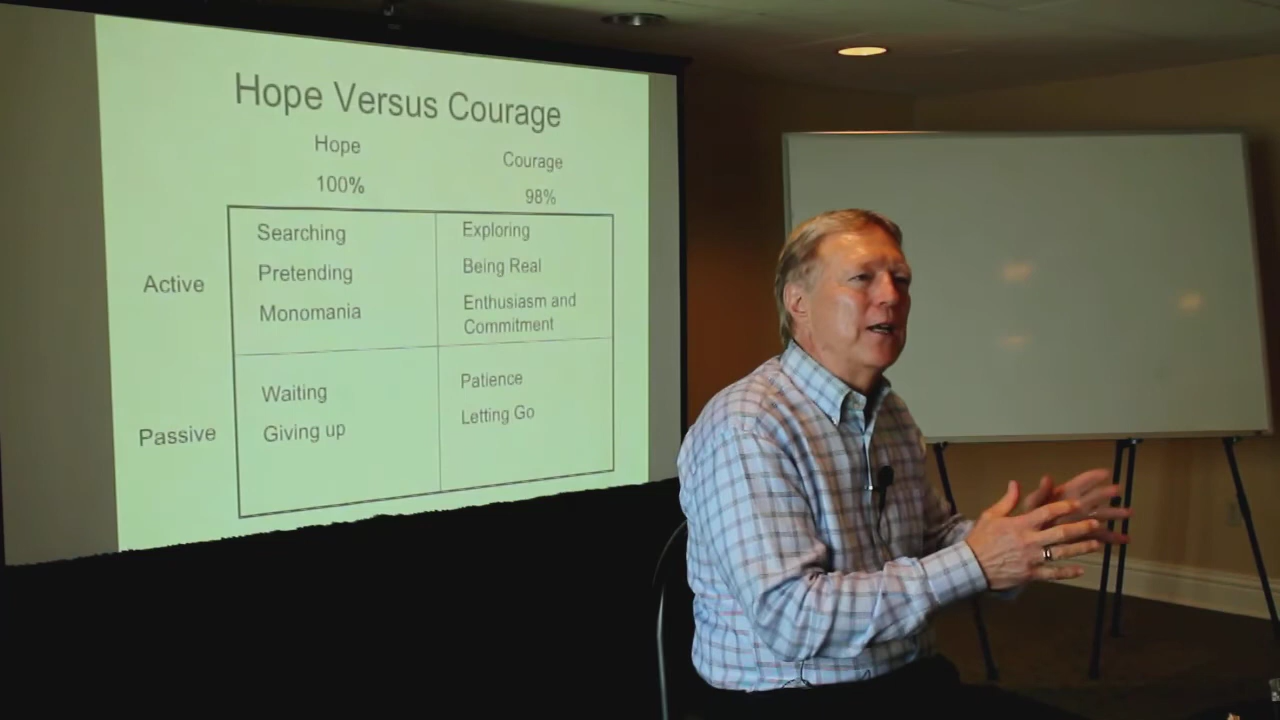 Hope Versus Courage
Hope
Courage
100%
98%
Active
Searching
Pretending
Monomania
Exploring
Being Real
Enthusiasm and
Commitment
Passive
Waiting
Giving up
Patience
Letting Go